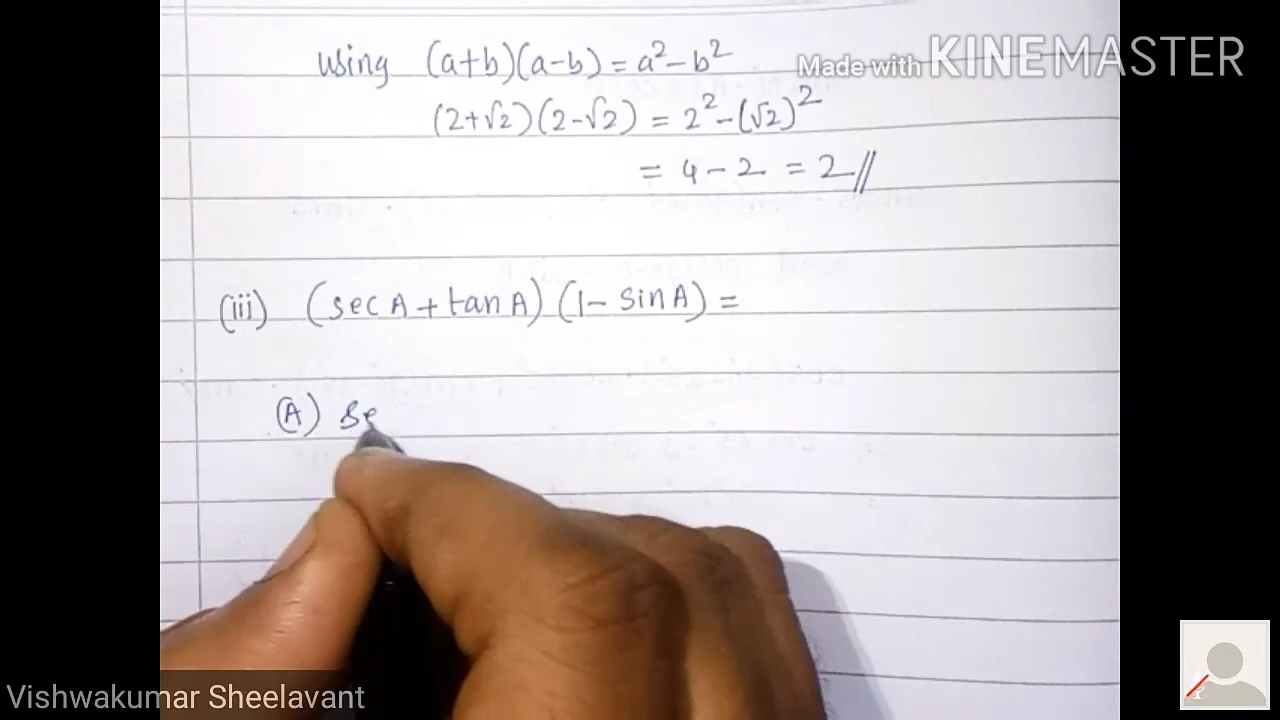 Made with KINEMASTER
using (a+b)(a-b) = a²-b²
(2+√2)(2-√2) = 2²-(√2)²
= 4-2 = 2//
(iii) (sec A + tan A) (1 - sin A) =
(A) se
Vishwakumar Sheelavant